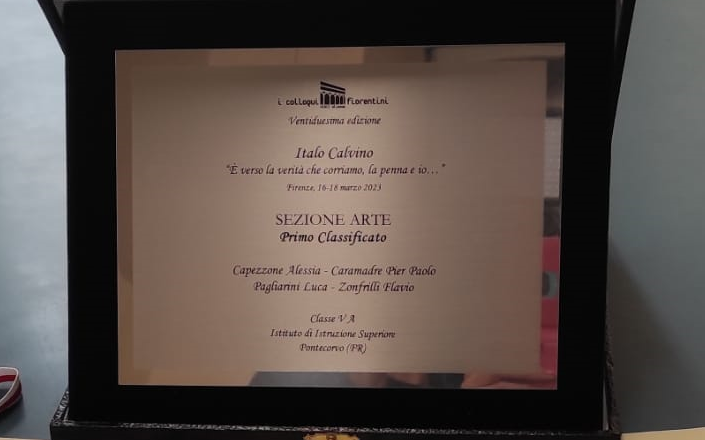 i colloqui fiorentini
Ventiduesima edizione
Italo Calvino
"È verso la verità che corriamo, la penna e io…"
Firenze, 16-18 marzo 2023
SEZIONE ARTE
Primo Classificato
Capezzone Alessia - Caramadre Pier Paolo
Pagliarini Luca - Zonfrilli Flavio
Classe V A
Istituto di Istruzione Superiore
Pontecorvo (FR)